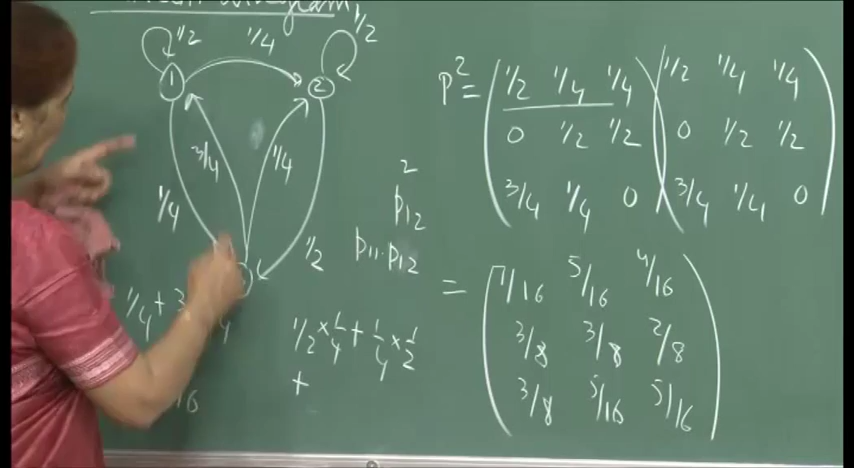 diagram
1/2
1/4
1/2
1
2
3/4
1/4
1/4
1/2
2
p12
p11.p12
1/2 × 1/4 + 1/4 × 1/2
+
P² = ( 1/2 1/4 1/4 ) ( 1/2 1/4 1/4 )
0 1/2 1/2 0 1/2 1/2
3/4 1/4 0 3/4 1/4 0
= ( 7/16 5/16 4/16 )
3/8 3/8 2/8
3/8 5/16 5/16